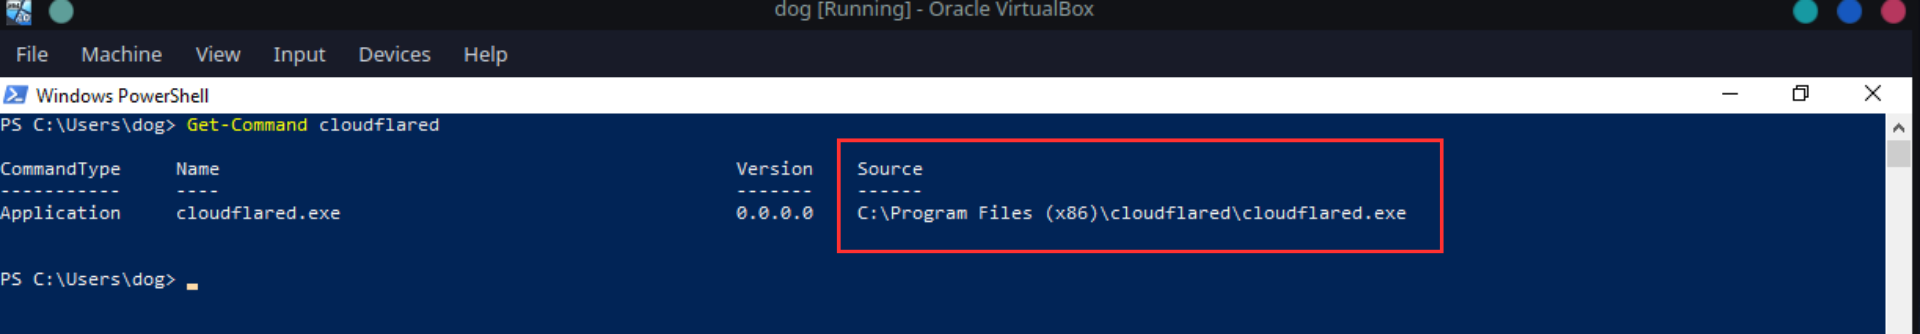 dog [Running] - Oracle VirtualBox
File Machine View Input Devices Help
Windows PowerShell
PS C:\Users\dog> Get-Command cloudflared
CommandType Name Version Source
----------- ---- ------- ------
Application cloudflared.exe 0.0.0.0 C:\Program Files (x86)\cloudflared\cloudflared.exe
PS C:\Users\dog>